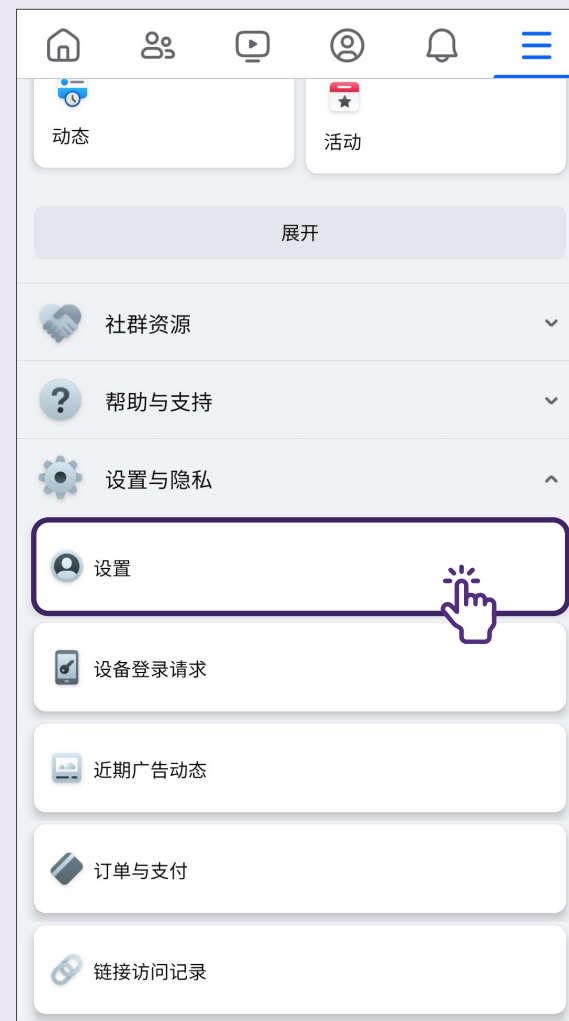 动态
活动
展开
社群资源
帮助与支持
设置与隐私
设置
设备登录请求
近期广告动态
订单与支付
链接访问记录